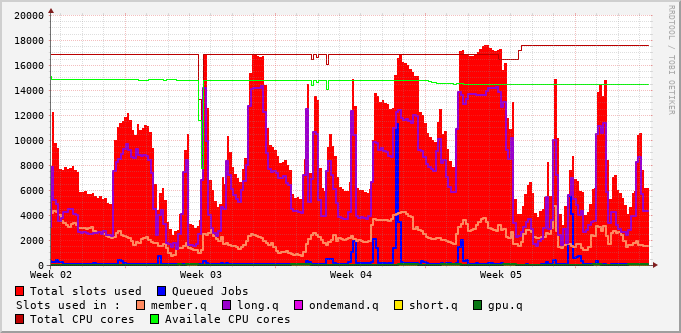 20000
18000
16000
14000
12000
10000
8000
6000
4000
2000
0
Week 02 Week 03 Week 04 Week 05
RRDTOOL / TOBI OETIKER
Total slots used Queued Jobs
Slots used in : member.q long.q ondemand.q short.q gpu.q
Total CPU cores Availale CPU cores